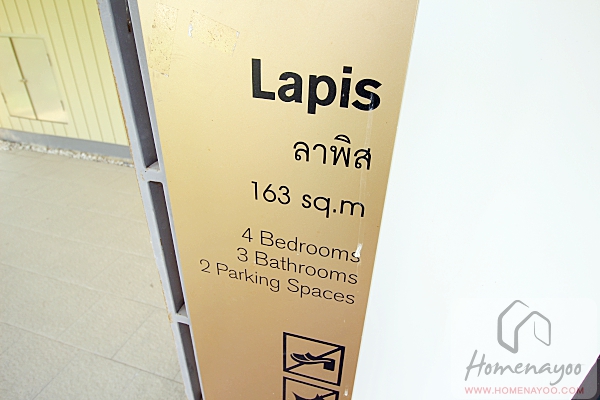 Lapis
ลาพิส
163 sq.m
4 Bedrooms
3 Bathrooms
2 Parking Spaces
Homenayoo
WWW.HOMENAYOO.COM